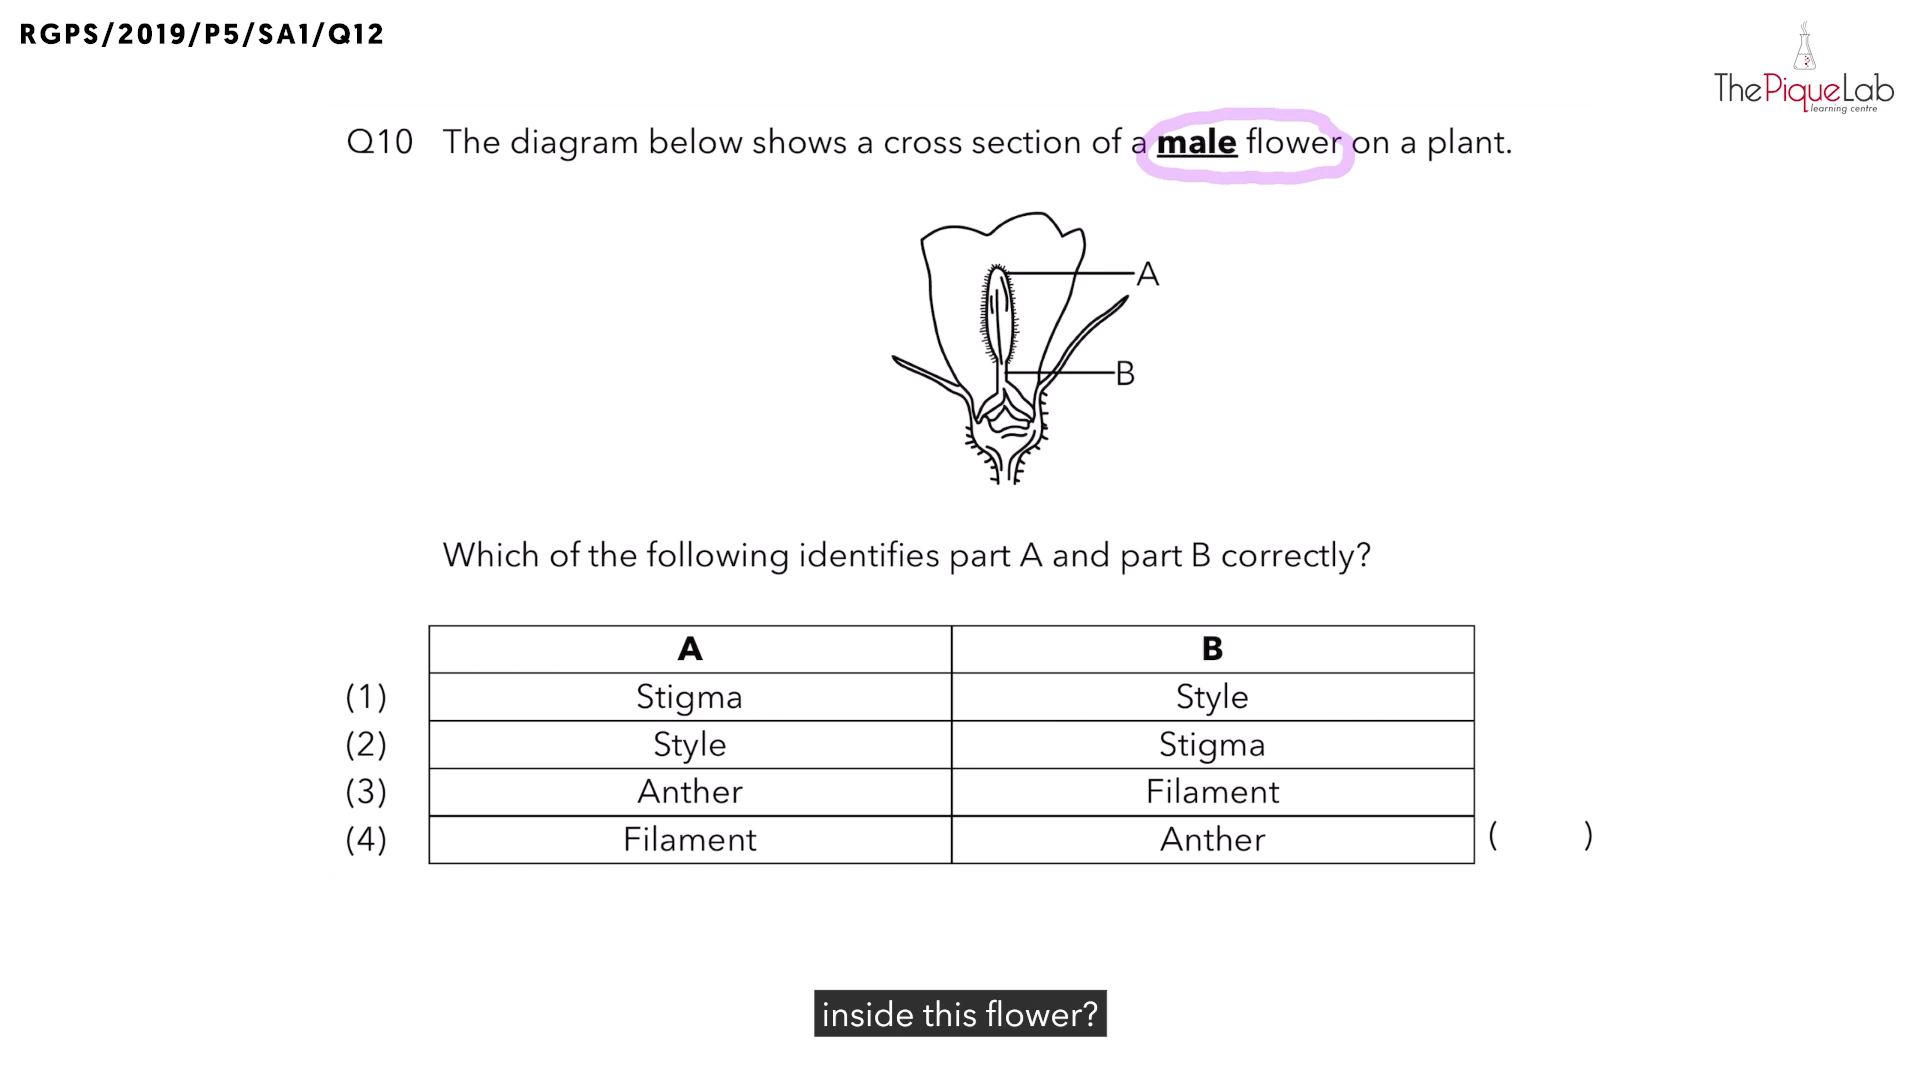 RGPS/2019/P5/SA1/Q12
ThePiqueLab
learning centre
Q10 The diagram below shows a cross section of a male flower on a plant.
A
B
Which of the following identifies part A and part B correctly?
A B
(1) Stigma Style
(2) Style Stigma
(3) Anther Filament
(4) Filament Anther ( )
inside this flower?